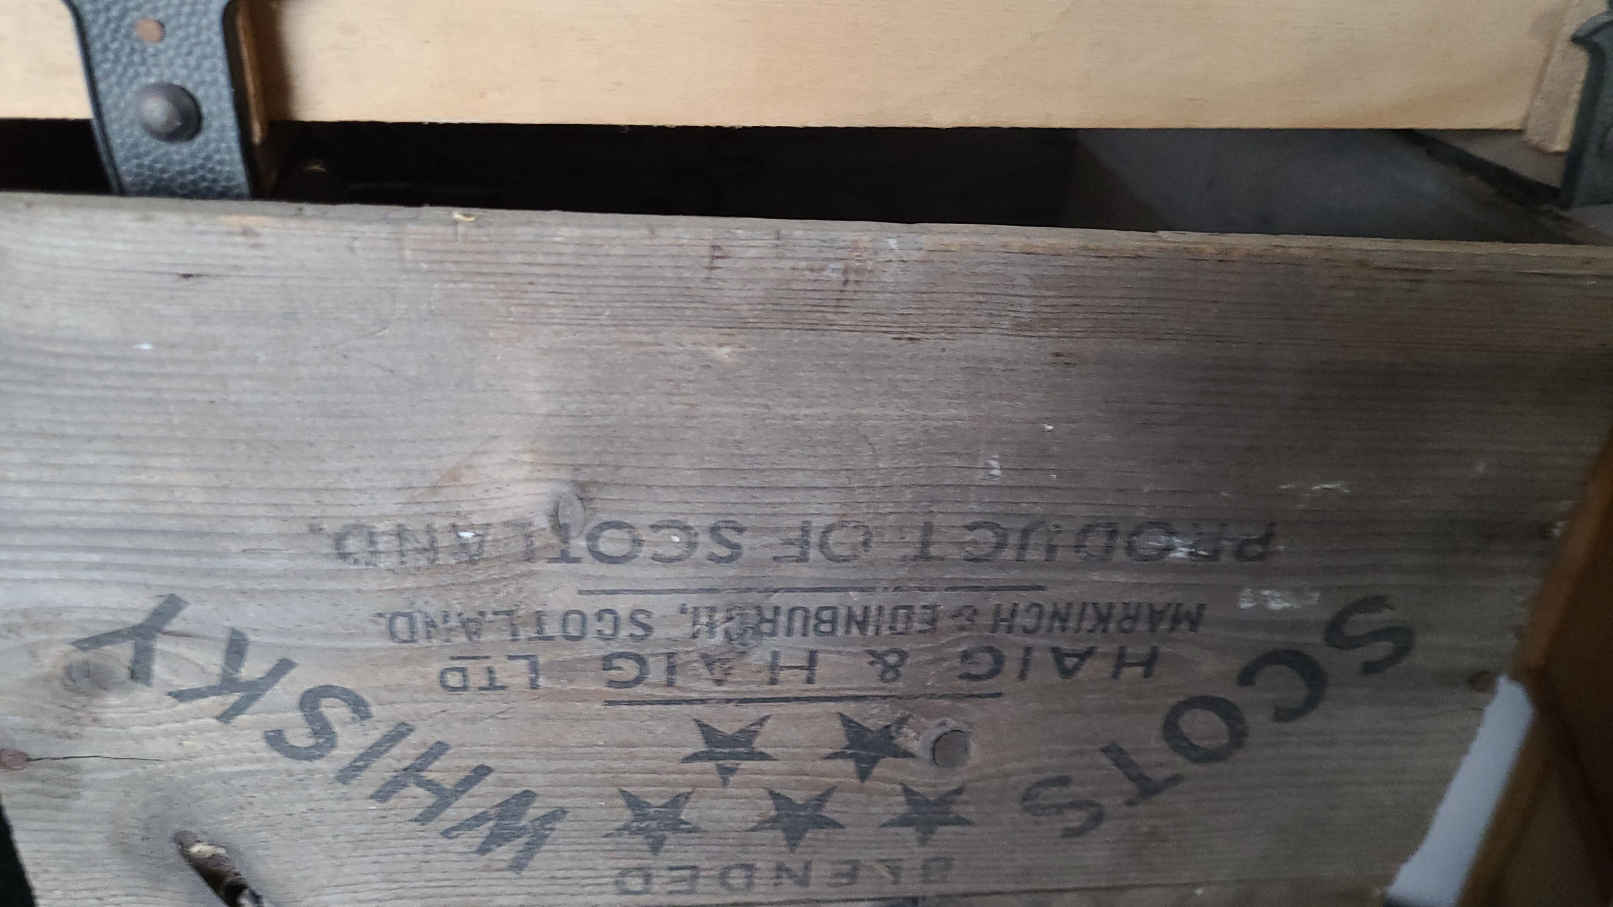 BLENDED
SCOTS WHISKY
HAIG & HAIG LTD
MARKINCH & EDINBURGH, SCOTLAND.
PRODUCT OF SCOTLAND.